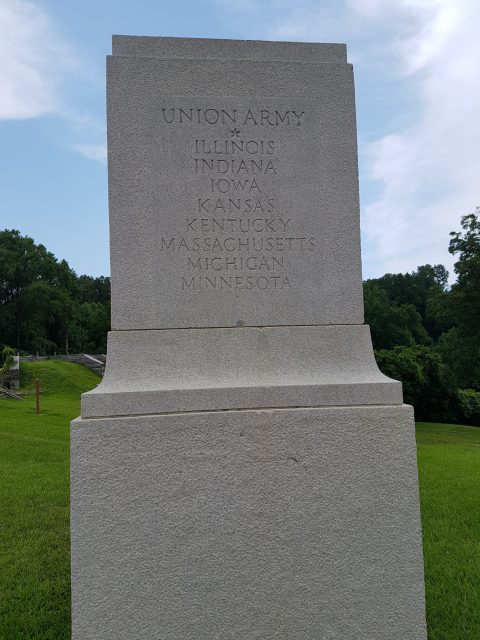 UNION ARMY
ILLINOIS
INDIANA
IOWA
KANSAS
KENTUCKY
MASSACHUSETTS
MICHIGAN
MINNESOTA